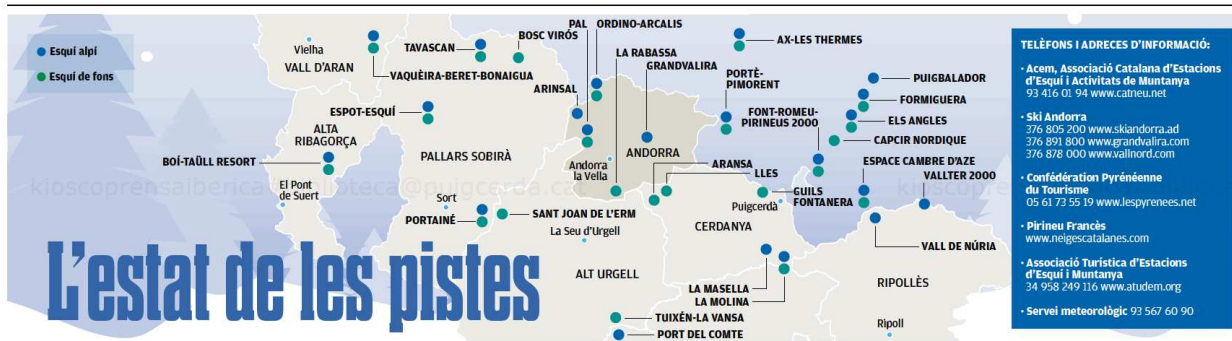 Esquí alpí
Esquí de fons
Vielha
VALL D'ARAN
TAVASCAN
BOSC VIRÓS
VAQUÈIRA-BERET-BONAIGUA
PAL
ORDINO-ARCALIS
LA RABASSA
GRANDVALIRA
AX-LES THERMES
PORTÈ-
PIMORENT
PUIGBALADOR
FORMIGUERA
ELS ANGLES
FONT-ROMEU-
PIRINEUS 2000
CAPCIR NORDIQUE
ARINSAL
ESPOT-ESQUÍ
ALTA
RIBAGORÇA
BOÍ-TAÜLL RESORT
PALLARS SOBIRÀ
Andorra
la Vella
ANDORRA
ARANSA
LLES
ESPACE CAMBRE D'AZE
VALLTER 2000
El Pont
de Suert
Sort
PORTAINÉ
SANT JOAN DE L'ERM
La Seu d'Urgell
GUILS
FONTANERA
Puigcerdà
CERDANYA
VALL DE NÚRIA
ALT URGELL
LA MASELLA
LA MOLINA
RIPOLLÈS
Ripoll
TUIXÉN-LA VANSA
PORT DEL COMTE
L'estat de les pistes
TELÈFONS I ADRECES D'INFORMACIÓ:
· Acem, Associació Catalana d'Estacions
d'Esquí i Activitats de Muntanya
93 416 01 94 www.catneu.net
· Ski Andorra
376 805 200 www.skiandorra.ad
376 891 800 www.grandvalira.com
376 878 000 www.vallnord.com
· Confédération Pyrénéenne
du Tourisme
05 61 73 55 19 www.lespyrenees.net
· Pirineu Francès
www.neigescatalanes.com
· Associació Turística d'Estacions
d'Esquí i Muntanya
34 958 249 116 www.atudem.org
· Servei meteorològic 93 567 60 90